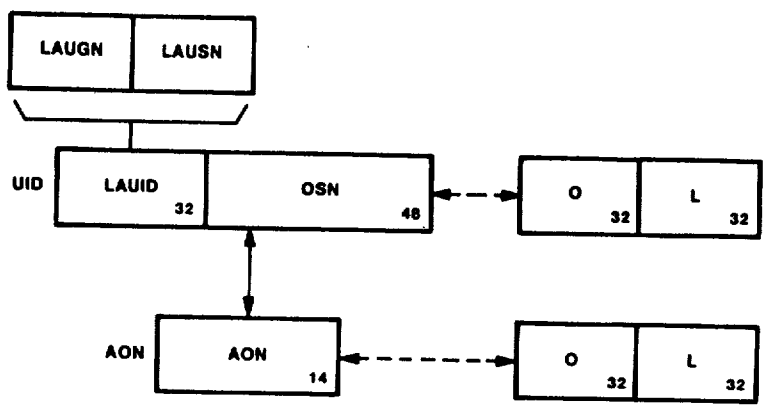 LAUGN LAUSN
UID LAUID 32 OSN 48 O 32 L 32
AON AON 14 O 32 L 32